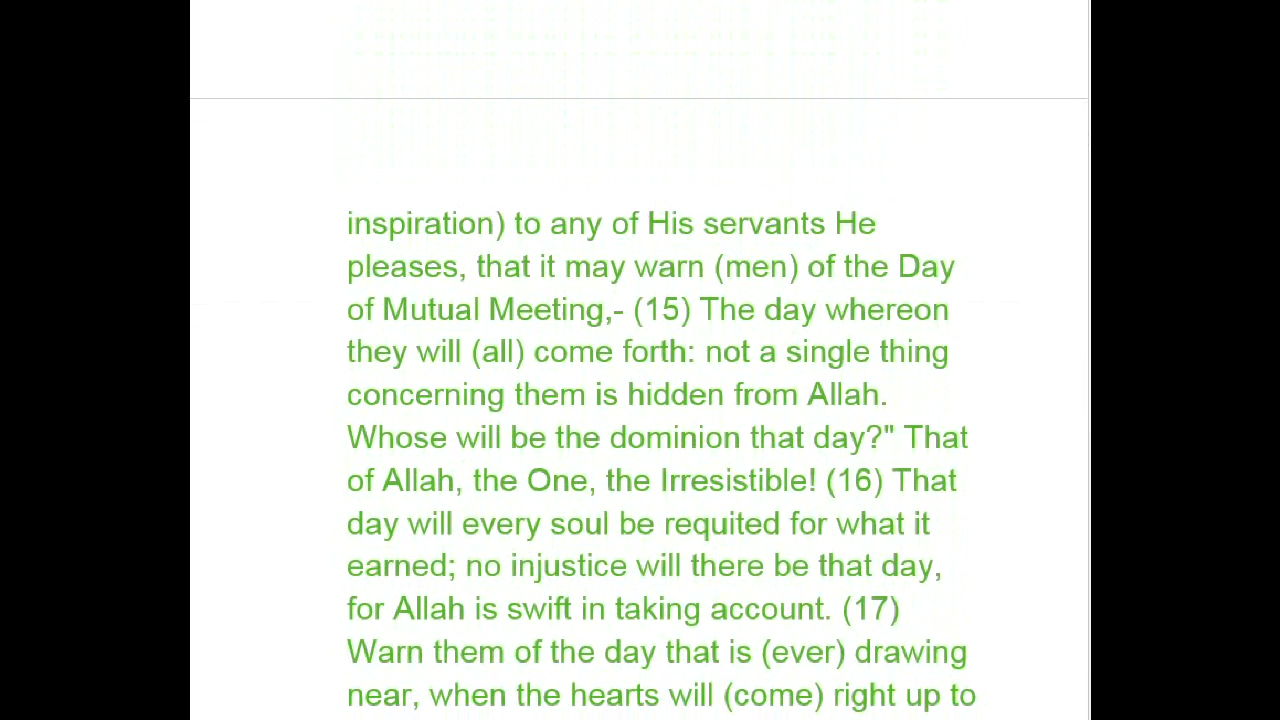 inspiration) to any of His servants He
pleases, that it may warn (men) of the Day
of Mutual Meeting,- (15) The day whereon
they will (all) come forth: not a single thing
concerning them is hidden from Allah.
Whose will be the dominion that day?" That
of Allah, the One, the Irresistible! (16) That
day will every soul be requited for what it
earned; no injustice will there be that day,
for Allah is swift in taking account. (17)
Warn them of the day that is (ever) drawing
near, when the hearts will (come) right up to